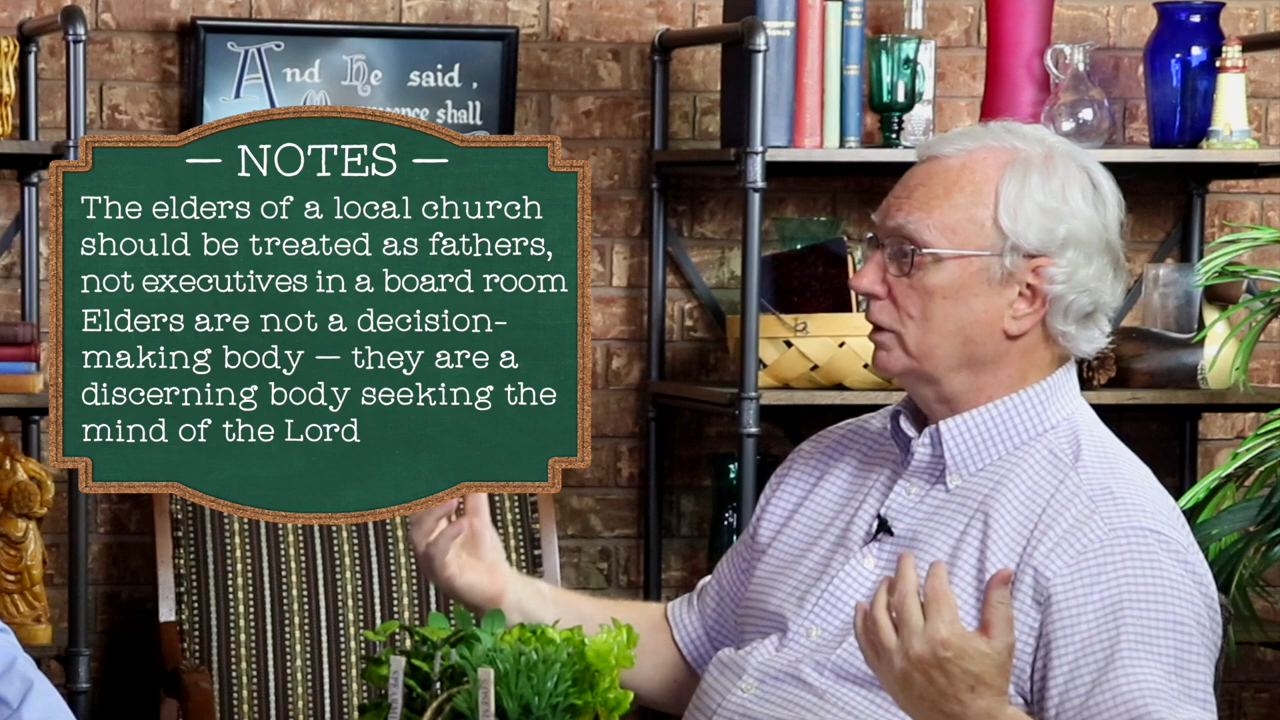 And He said,
shall
— NOTES —
The elders of a local church
should be treated as fathers,
not executives in a board room
Elders are not a decision-
making body — they are a
discerning body seeking the
mind of the Lord